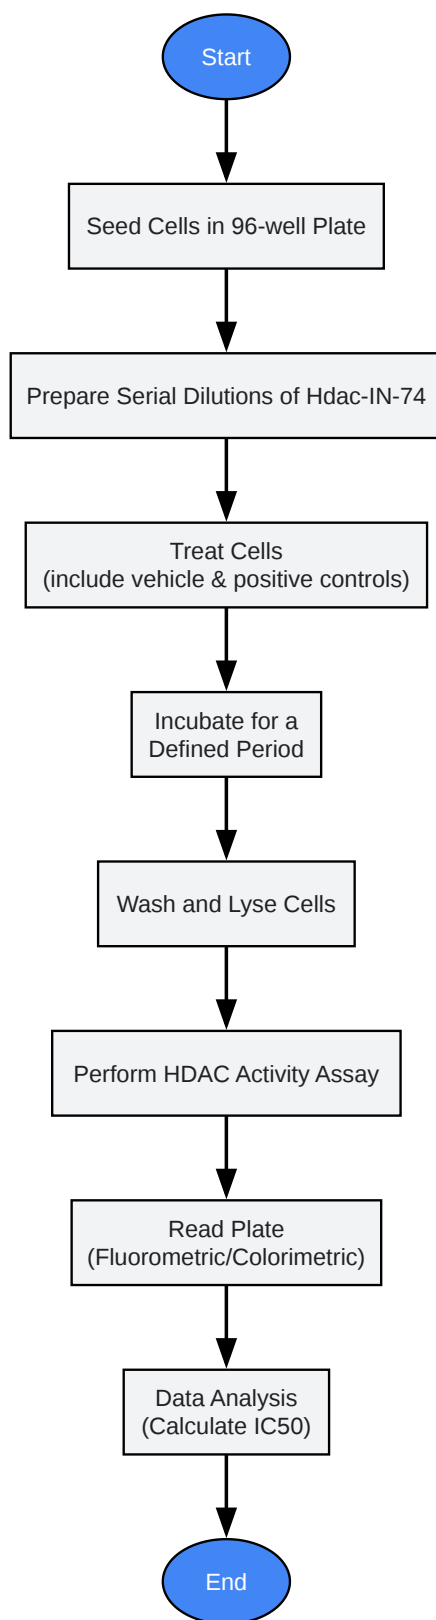 Start
Seed Cells in 96-well Plate
Prepare Serial Dilutions of Hdac-IN-74
Treat Cells
(include vehicle & positive controls)
Incubate for a
Defined Period
Wash and Lyse Cells
Perform HDAC Activity Assay
Read Plate
(Fluorometric/Colorimetric)
Data Analysis
(Calculate IC50)
End